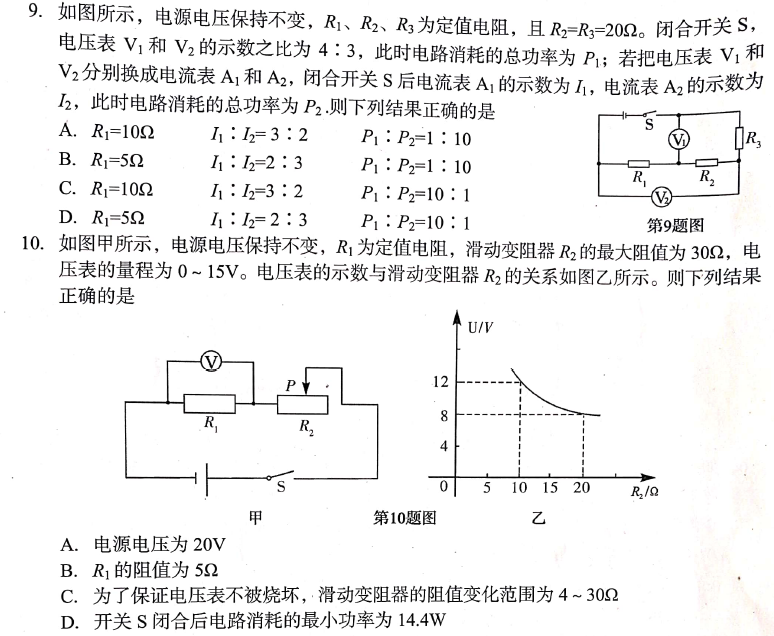 9. 如图所示，电源电压保持不变，R₁、R₂、R₃为定值电阻，且R₂=R₃=20Ω。闭合开关S，
电压表V₁和V₂的示数之比为4∶3，此时电路消耗的总功率为P₁；若把电压表V₁和
V₂分别换成电流表A₁和A₂，闭合开关S后电流表A₁的示数为I₁，电流表A₂的示数为
I₂，此时电路消耗的总功率为P₂.则下列结果正确的是
A. R₁=10Ω I₁∶I₂=3∶2 P₁∶P₂=1∶10
B. R₁=5Ω I₁∶I₂=2∶3 P₁∶P₂=1∶10
C. R₁=10Ω I₁∶I₂=3∶2 P₁∶P₂=10∶1
D. R₁=5Ω I₁∶I₂=2∶3 P₁∶P₂=10∶1
S
V₁
R₃
R₁
R₂
V₂
第9题图
10. 如图甲所示，电源电压保持不变，R₁为定值电阻，滑动变阻器R₂的最大阻值为30Ω，电
压表的量程为0~15V。电压表的示数与滑动变阻器R₂的关系如图乙所示。则下列结果
正确的是
V
P
R₁
R₂
S
甲
U/V
12
8
4
0 5 10 15 20 R₂/Ω
乙
第10题图
A. 电源电压为20V
B. R₁的阻值为5Ω
C. 为了保证电压表不被烧坏，滑动变阻器的阻值变化范围为4~30Ω
D. 开关S闭合后电路消耗的最小功率为14.4W